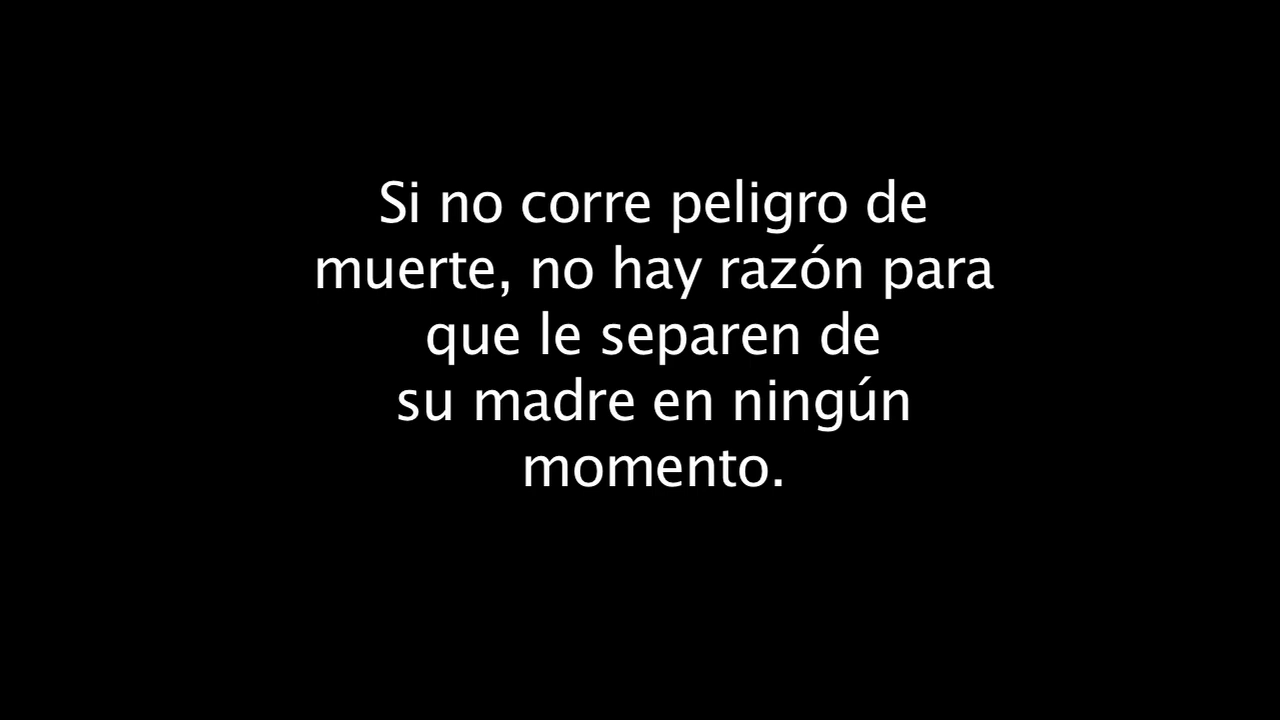 Si no corre peligro de
muerte, no hay razón para
que le separen de
su madre en ningún
momento.